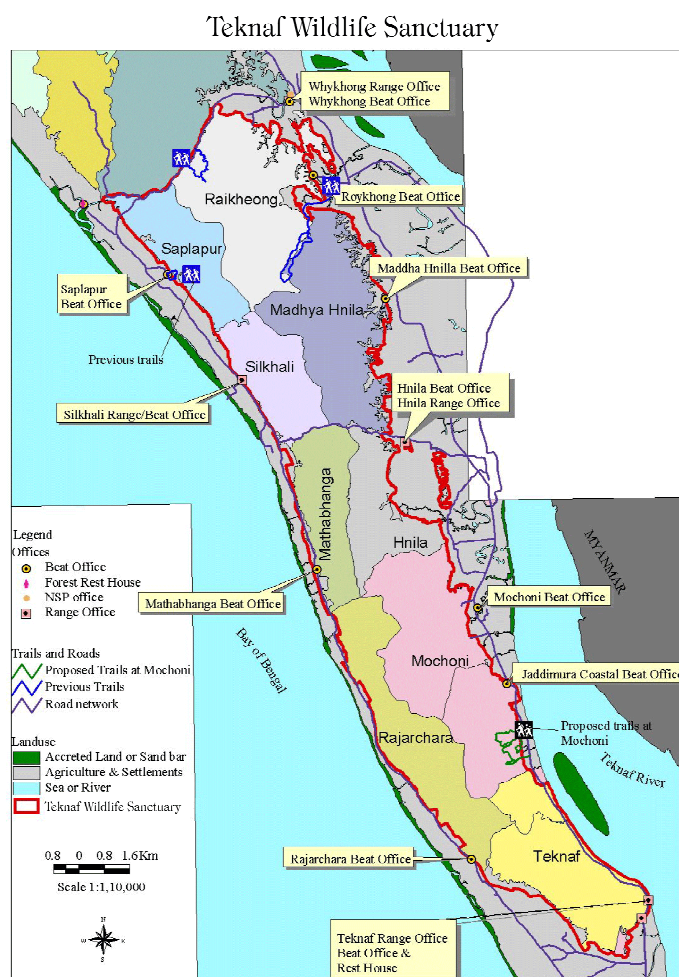 Teknaf Wildlife Sanctuary
Whykhong Range Office
Whykhong Beat Office
Raikheong
Roykhong Beat Office
Saplapur
Maddha Hnilla Beat Office
Saplapur
Beat Office
Madhya Hnila
Previous trails
Silkhali
Hnila Beat Office
Hnila Range Office
Silkhali Range/Beat Office
Mathabhanga
Hnila
MYANMAR
Legend
Offices
Beat Office
Forest Rest House
NSP office
Range Office
Mathabhanga Beat Office
Mochoni Beat Office
Bay of Bengal
Mochoni
Jaddimura Coastal Beat Office
Trails and Roads
Proposed Trails at Mochoni
Previous Trails
Road network
Rajarchara
Proposed trails at
Mochoni
Teknaf River
Landuse
Accreted Land or Sand bar
Agriculture & Settlements
Sea or River
Teknaf Wildlife Sanctuary
0.8 0 0.8 1.6 Km
Scale 1:1,10,000
Rajarchara Beat Office
Teknaf
N
W
S
Teknaf Range Office
Beat Office &
Rest House